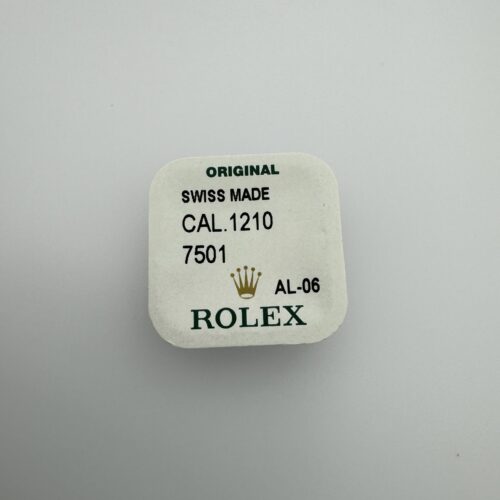 ORIGINAL
SWISS MADE
CAL.1210
7501
AL-06
ROLEX